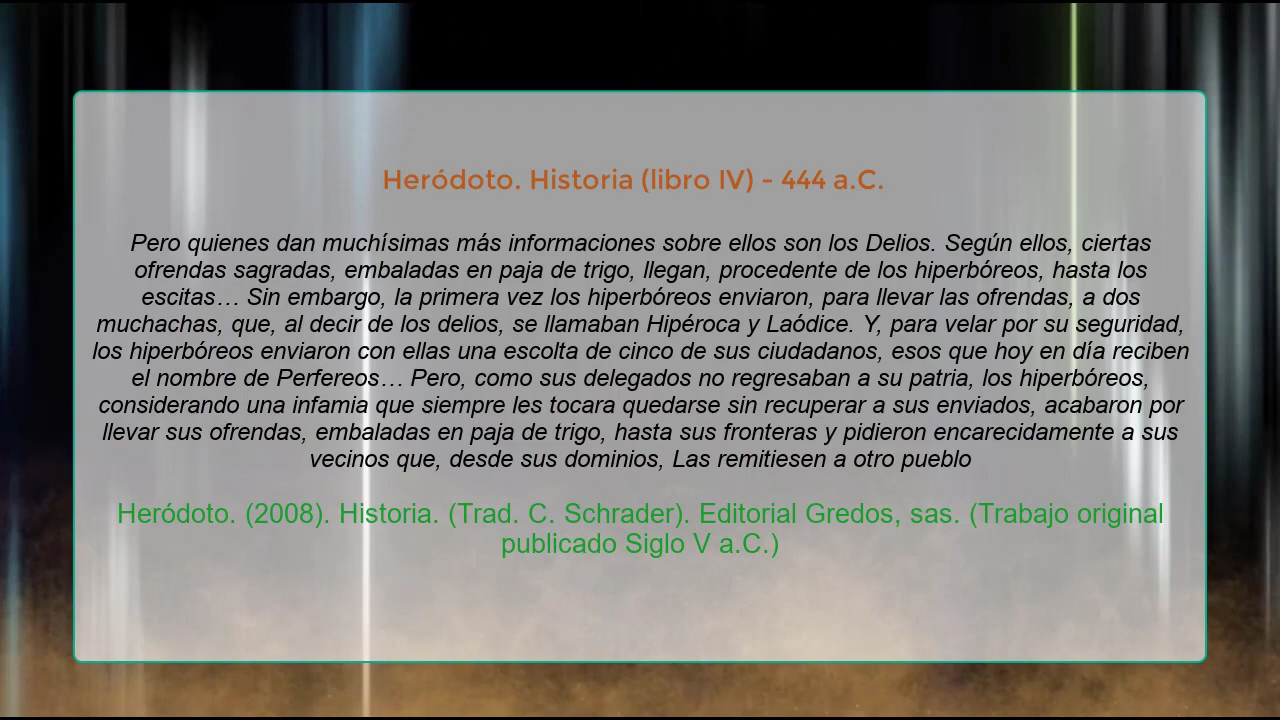 Heródoto. Historia (libro IV) - 444 a.C.
Pero quienes dan muchísimas más informaciones sobre ellos son los Delios. Según ellos, ciertas
ofrendas sagradas, embaladas en paja de trigo, llegan, procedente de los hiperbóreos, hasta los
escitas… Sin embargo, la primera vez los hiperbóreos enviaron, para llevar las ofrendas, a dos
muchachas, que, al decir de los delios, se llamaban Hipéroca y Laódice. Y, para velar por su seguridad,
los hiperbóreos enviaron con ellas una escolta de cinco de sus ciudadanos, esos que hoy en día reciben
el nombre de Perfereos… Pero, como sus delegados no regresaban a su patria, los hiperbóreos,
considerando una infamia que siempre les tocara quedarse sin recuperar a sus enviados, acabaron por
llevar sus ofrendas, embaladas en paja de trigo, hasta sus fronteras y pidieron encarecidamente a sus
vecinos que, desde sus dominios, Las remitiesen a otro pueblo
Heródoto. (2008). Historia. (Trad. C. Schrader). Editorial Gredos, sas. (Trabajo original
publicado Siglo V a.C.)